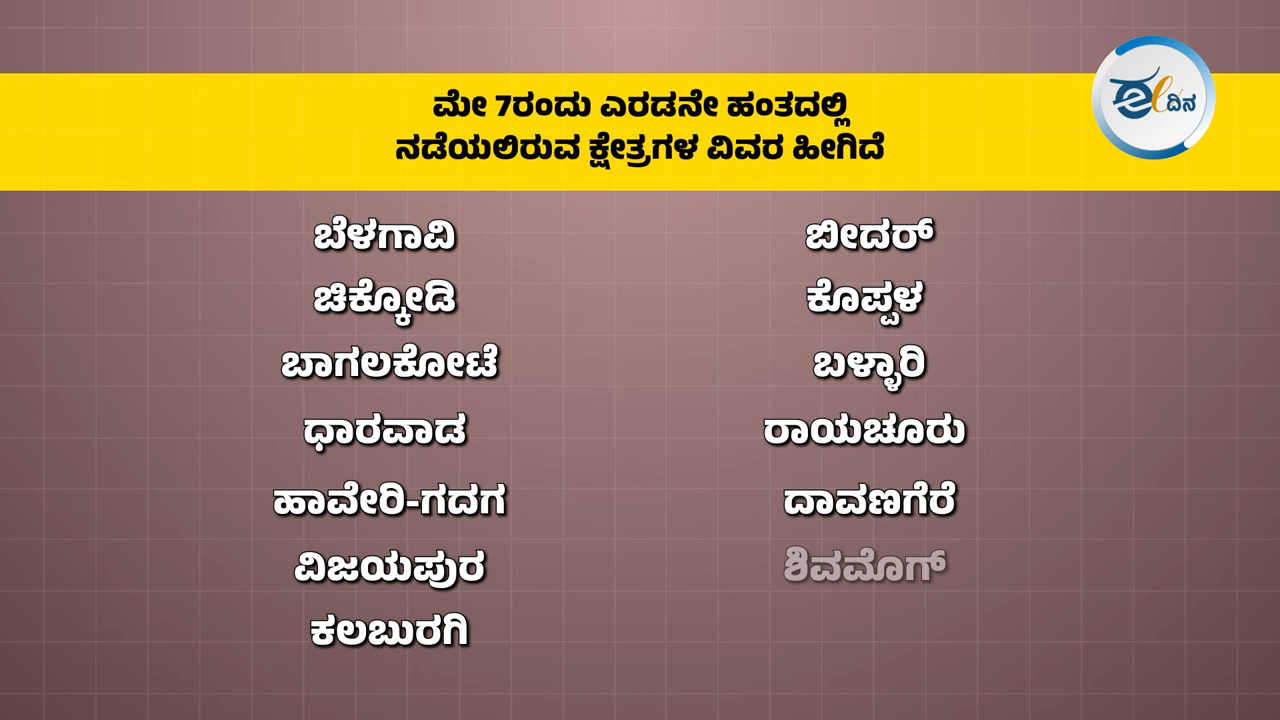 ಮೇ 7ರಂದು ಎರಡನೇ ಹಂತದಲ್ಲಿ
ನಡೆಯಲಿರುವ ಕ್ಷೇತ್ರಗಳ ವಿವರ ಹೀಗಿದೆ
ಈ ದಿನ
ಬೆಳಗಾವಿ
ಚಿಕ್ಕೋಡಿ
ಬಾಗಲಕೋಟೆ
ಧಾರವಾಡ
ಹಾವೇರಿ-ಗದಗ
ವಿಜಯಪುರ
ಕಲಬುರಗಿ
ಬೀದರ್
ಕೊಪ್ಪಳ
ಬಳ್ಳಾರಿ
ರಾಯಚೂರು
ದಾವಣಗೆರೆ
ಶಿವಮೊಗ್